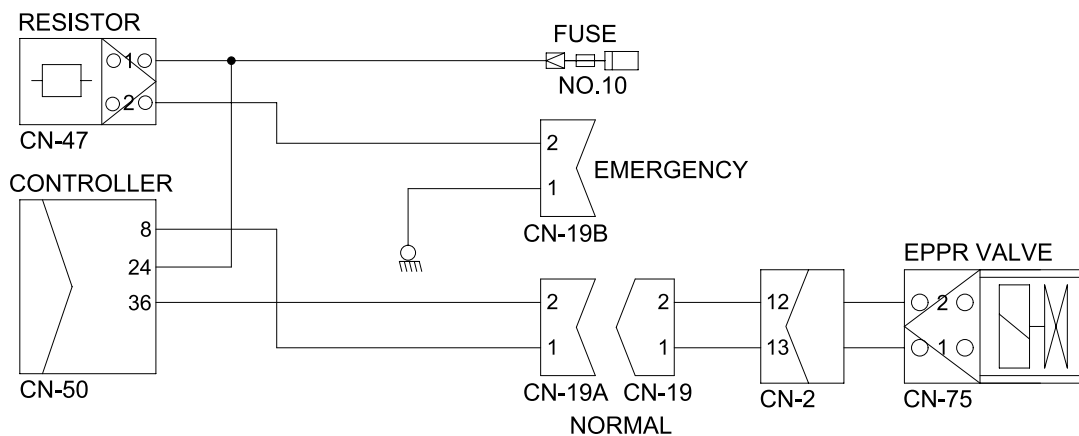 RESISTOR
1
2
CN-47
FUSE
NO.10
2
1
EMERGENCY
CN-19B
CONTROLLER
8
24
36
CN-50
2
1
CN-19A
2
1
CN-19
NORMAL
12
13
CN-2
EPPR VALVE
2
1
CN-75